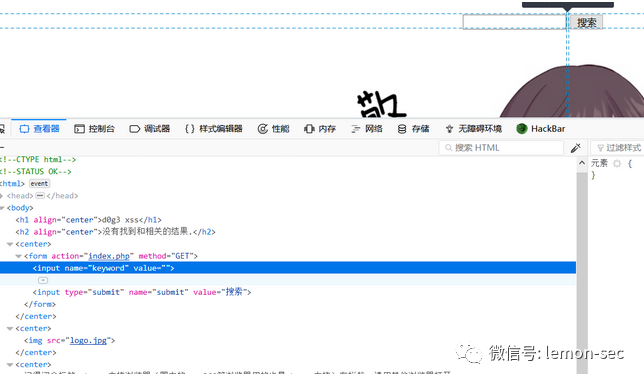 搜索
敬
查看器 控制台 调试器 样式编辑器 性能 内存 网络 存储 无障碍环境 HackBar
搜索 HTML
过滤样式
<!--CTYPE html-->
<!--STATUS OK-->
<html> event
<head> </head>
<body>
<h1 align="center">d0g3 xss</h1>
<h2 align="center">没有找到和相关的结果.</h2>
<center>
<form action="index.php" method="GET">
<input name="keyword" value="">
<input type="submit" name="submit" value="搜索">
</form>
</center>
<center>
<img src="logo.jpg">
</center>
<center>
元素 {
}
微信号: lemon-sec